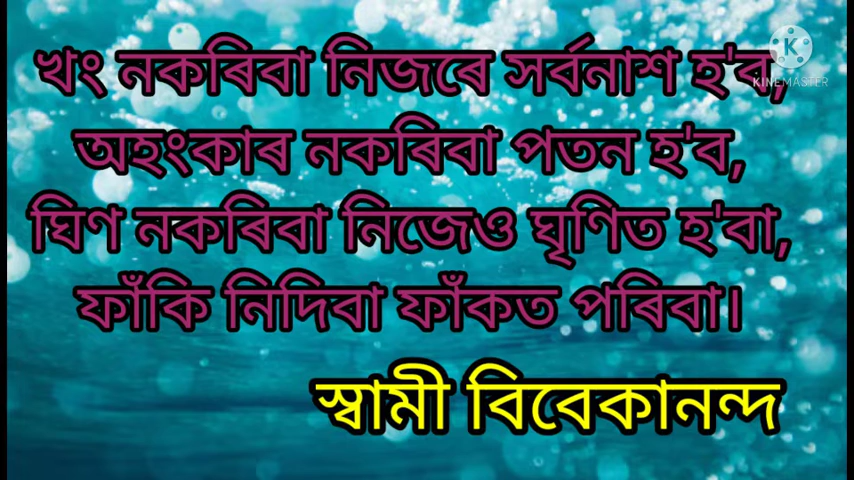 খং নকৰিবা নিজৰে সৰ্বনাশ হ'ব,
অহংকাৰ নকৰিবা পতন হ'ব,
ঘিণ নকৰিবা নিজেও ঘৃণিত হ'বা,
ফাঁকি নিদিবা ফাঁকত পৰিবা।
স্বামী বিবেকানন্দ
K
KINEMASTER